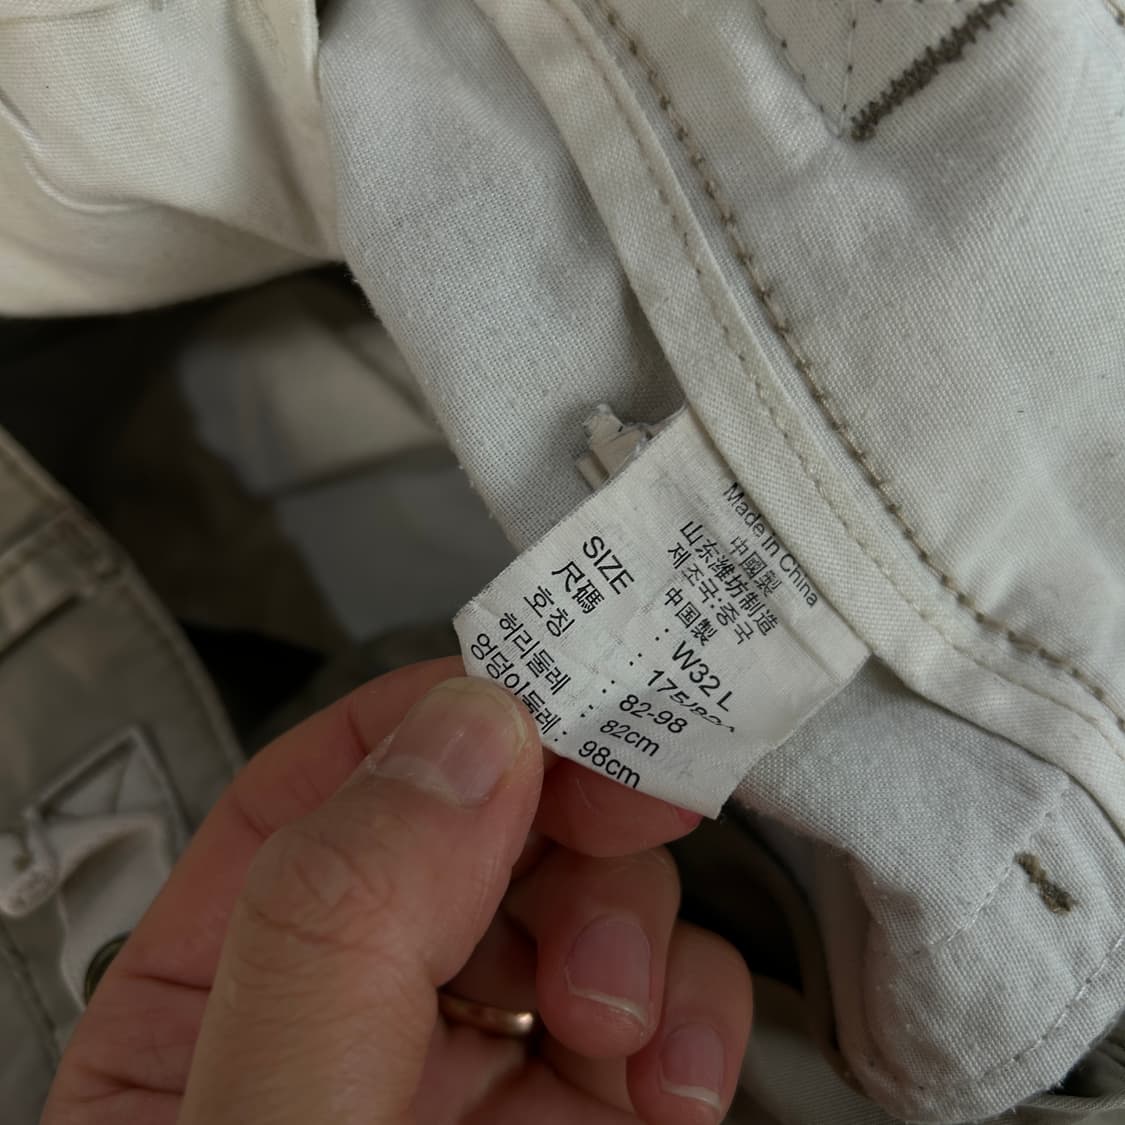 Made in China
中國製
山东潍坊制造
제조국:중국
中国製
SIZE : W32 L
尺碼 : 175/82A
호칭 : 82-98
허리둘레 : 82cm
엉덩이둘레 : 98cm